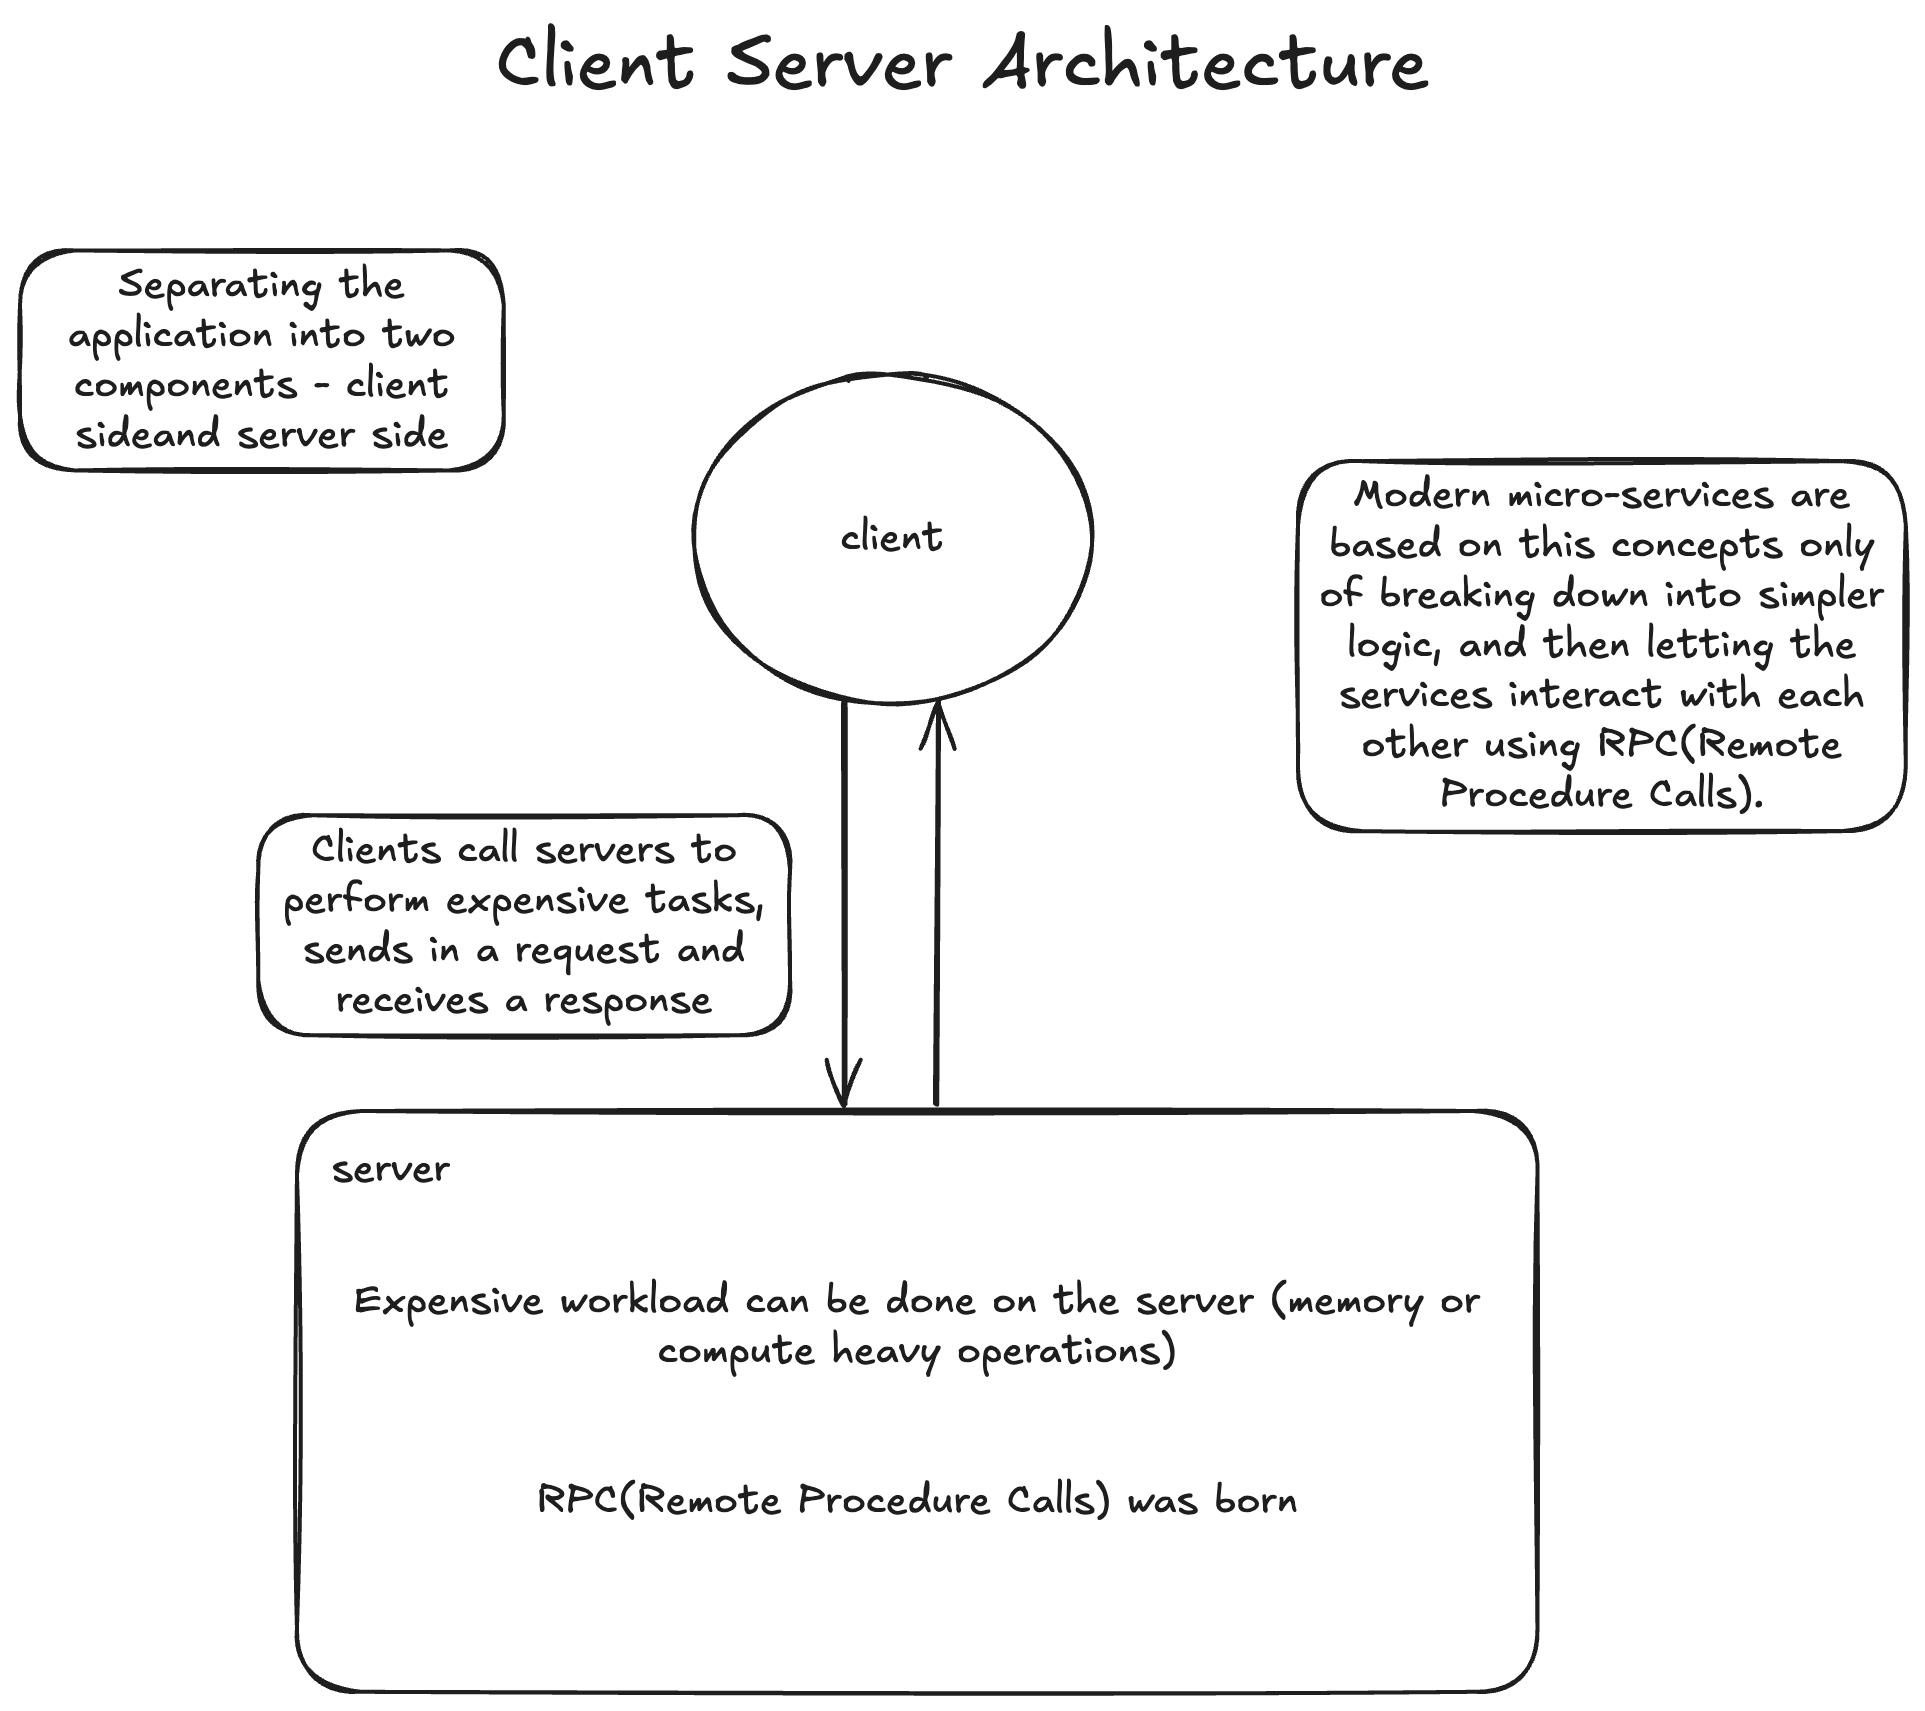 Client Server Architecture
Separating the
application into two
components - client
sideand server side
client
Modern micro-services are
based on this concepts only
of breaking down into simpler
logic, and then letting the
services interact with each
other using RPC(Remote
Procedure Calls).
Clients call servers to
perform expensive tasks,
sends in a request and
receives a response
server
Expensive workload can be done on the server (memory or
compute heavy operations)
RPC(Remote Procedure Calls) was born